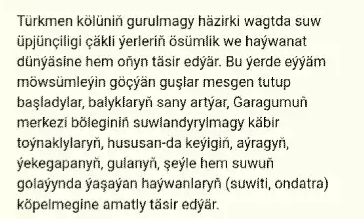 Türkmen kölüniň gurulmagy häzirki wagtda suw
üpjünçiligi çäkli ýerleriň ösümlik we haýwanat
dünýäsine hem oňyn täsir edýär. Bu ýerde eýýäm
möwsümleýin göçýän guşlar mesgen tutup
başladylar, balyklaryň sany artýar, Garagumuň
merkezi böleginiň suwlandyrylmagy käbir
toýnaklylaryň, hususan-da keýigiň, aýragyň,
ýekegapanyň, gulanyň, şeýle hem suwuň
golaýynda ýaşaýan haýwanlaryň (suwiti, ondatra)
köpelmegine amatly täsir edýär.